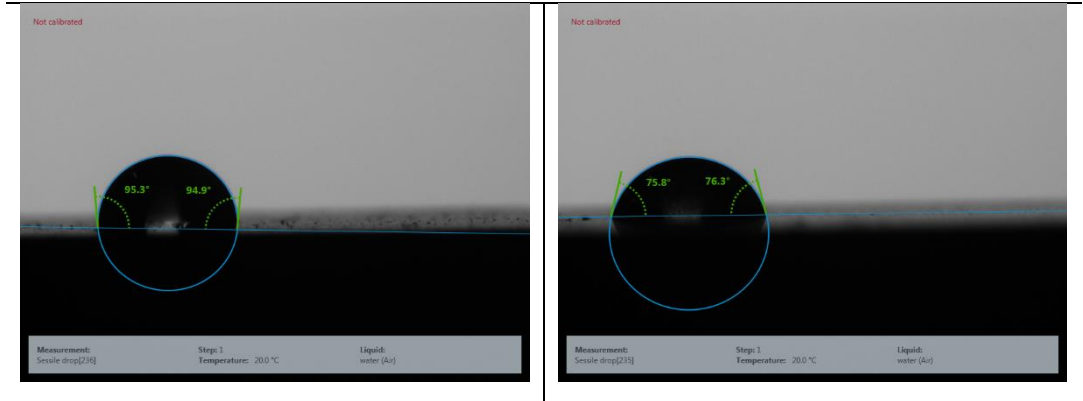 Not calibrated
95.3° 94.9°
Measurement: Step: 1 Liquid:
Sessile drop[236] Temperature: 20.0 °C water (Air)
Not calibrated
75.8° 76.3°
Measurement: Step: 1 Liquid:
Sessile drop[235] Temperature: 20.0 °C water (Air)